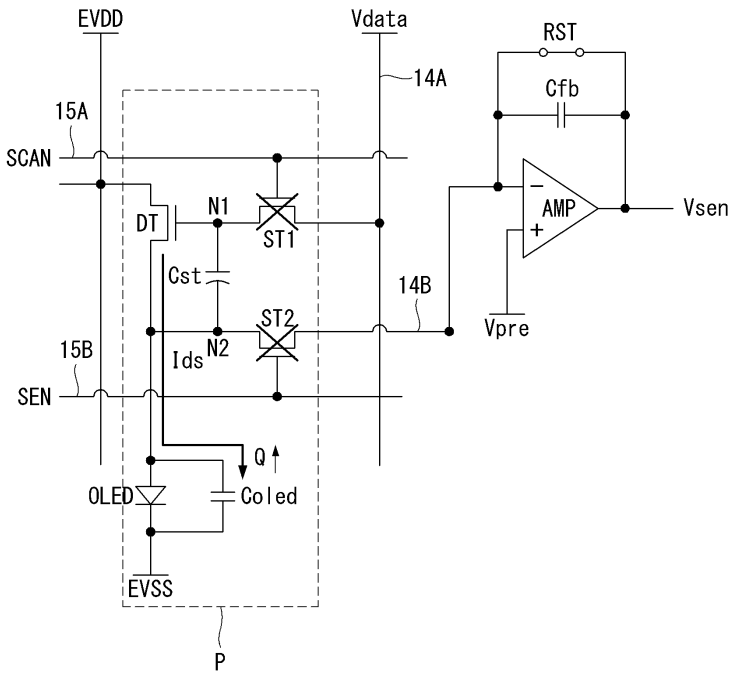 EVDD
Vdata
RST
14A
Cfb
15A
SCAN
N1
DT
ST1
AMP
−
+
Vsen
Cst
14B
ST2
Vpre
15B
N2
Ids
SEN
Q
OLED
Coled
EVSS
P